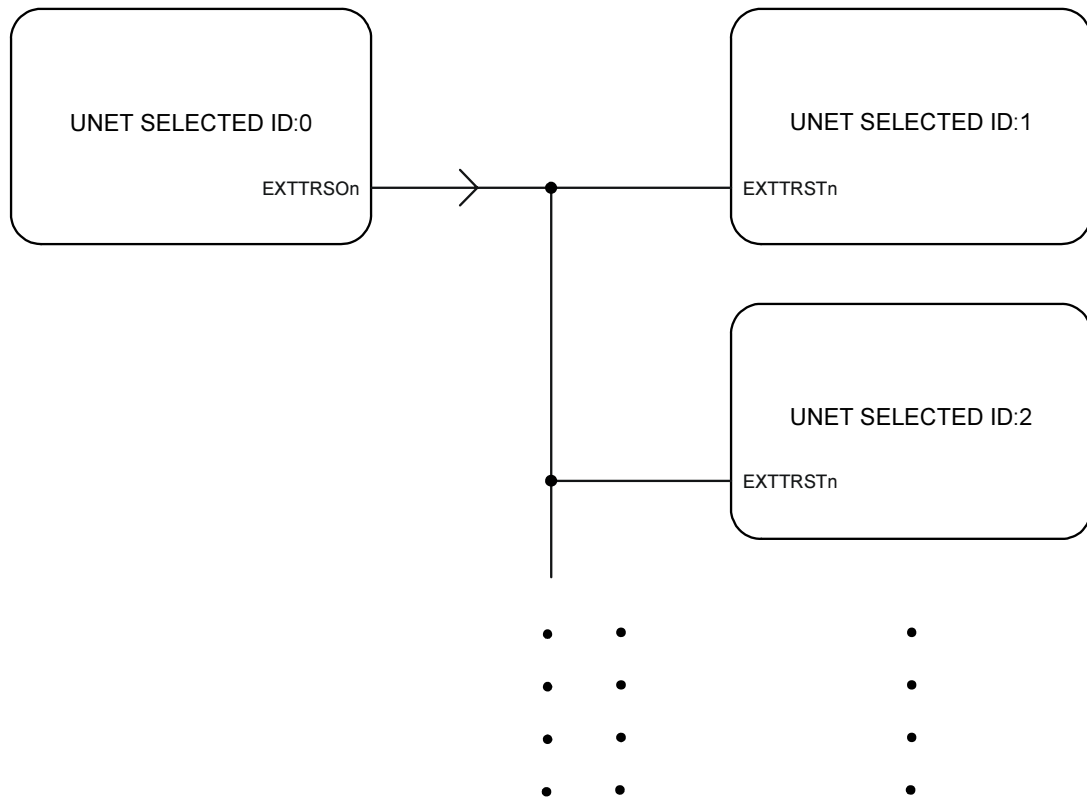 UNET SELECTED ID:0
EXTTRSOn
UNET SELECTED ID:1
EXTTRSTn
UNET SELECTED ID:2
EXTTRSTn